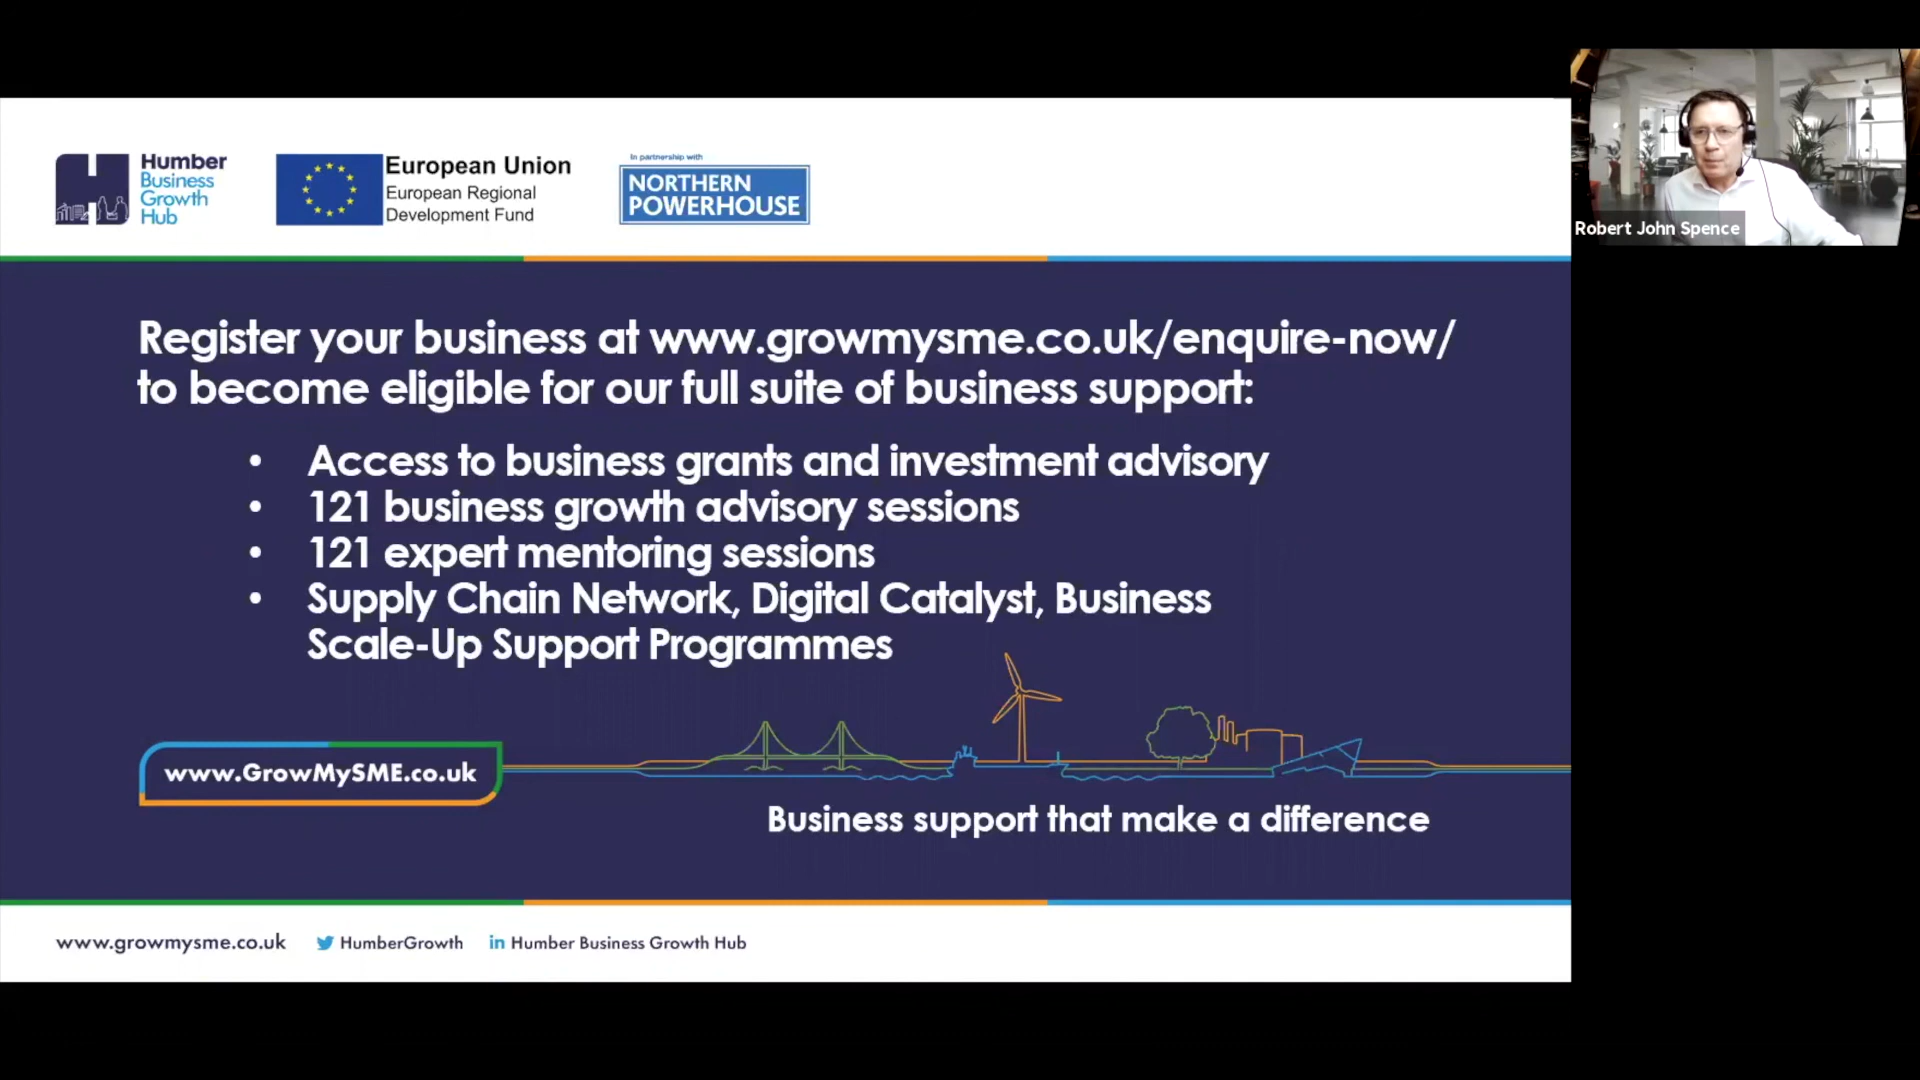 Humber
Business
Growth
Hub
European Union
European Regional
Development Fund
In partnership with
NORTHERN
POWERHOUSE
Robert John Spence
Register your business at www.growmysme.co.uk/enquire-now/
to become eligible for our full suite of business support:
• Access to business grants and investment advisory
• 121 business growth advisory sessions
• 121 expert mentoring sessions
• Supply Chain Network, Digital Catalyst, Business
Scale-Up Support Programmes
www.GrowMySME.co.uk
Business support that make a difference
www.growmysme.co.uk HumberGrowth in Humber Business Growth Hub